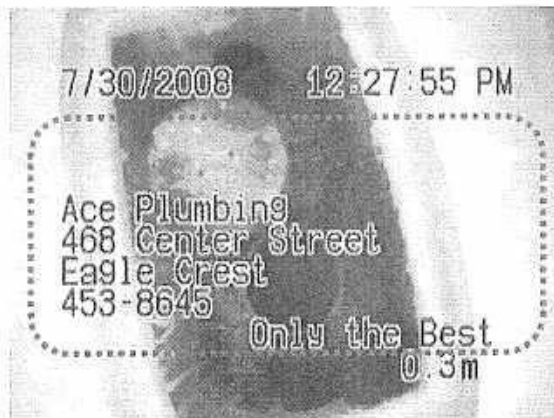 7/30/2008 12:27:55 PM
Ace Plumbing
468 Center Street
Eagle Crest
453-8645
Only the Best
0.3m